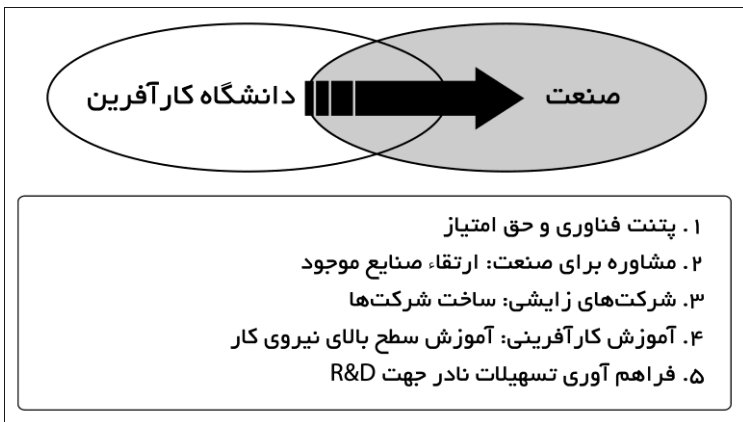 دانشگاه کارآفرین
صنعت
۱. پتنت فناوری و حق امتیاز
۲. مشاوره برای صنعت: ارتقاء صنایع موجود
۳. شرکت‌های زایشی: ساخت شرکت‌ها
۴. آموزش کارآفرینی: آموزش سطح بالای نیروی کار
۵. فراهم آوری تسهیلات نادر جهت R&D